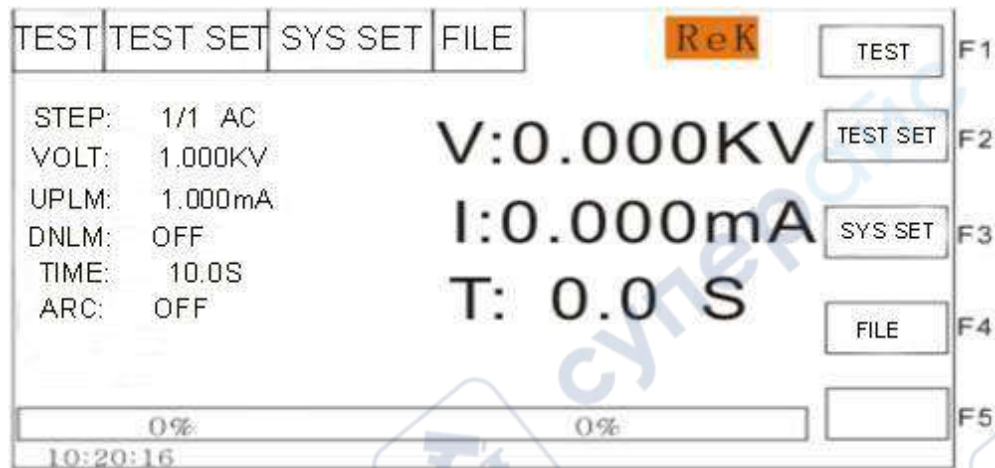 TEST TEST SET SYS SET FILE ReK
TEST F1
STEP: 1/1 AC
VOLT: 1.000KV
UPLM: 1.000mA
DNLM: OFF
TIME: 10.0S
ARC: OFF
V:0.000KV
I:0.000mA
T: 0.0 S
TEST SET F2
SYS SET F3
FILE F4
F5
0% 0%
10:20:16
суперайс